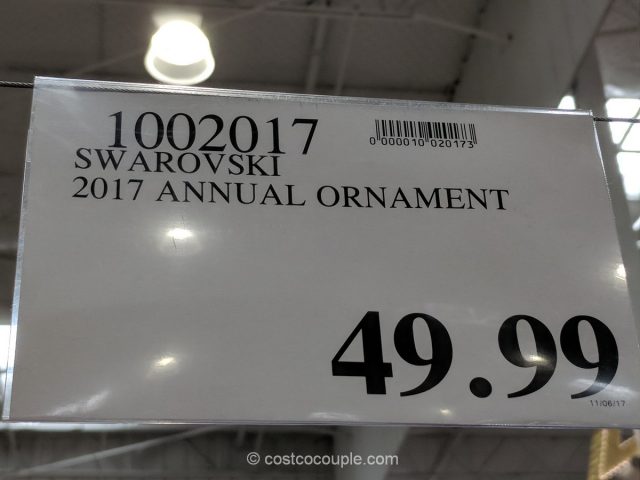 1002017
0 000010 020173
SWAROVSKI
2017 ANNUAL ORNAMENT
49.99
11/06/17
© costcocouple.com